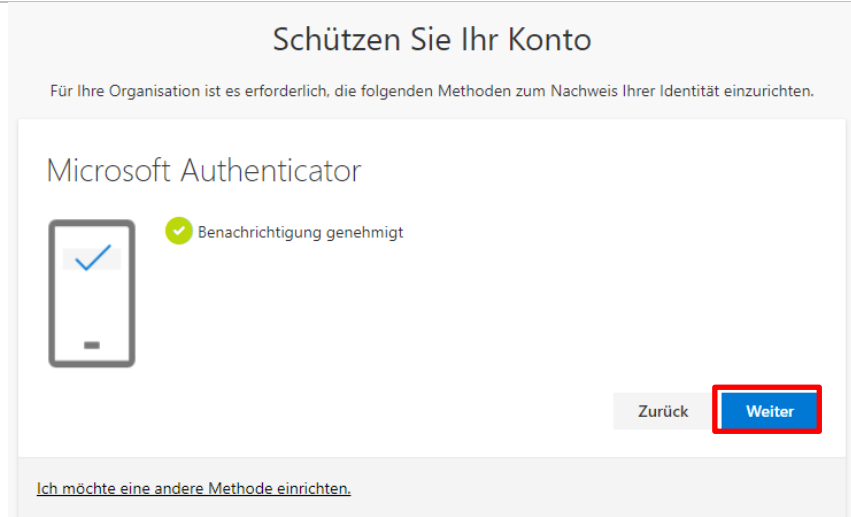 Schützen Sie Ihr Konto
Für Ihre Organisation ist es erforderlich, die folgenden Methoden zum Nachweis Ihrer Identität einzurichten.
Microsoft Authenticator
Benachrichtigung genehmigt
Zurück
Weiter
Ich möchte eine andere Methode einrichten.